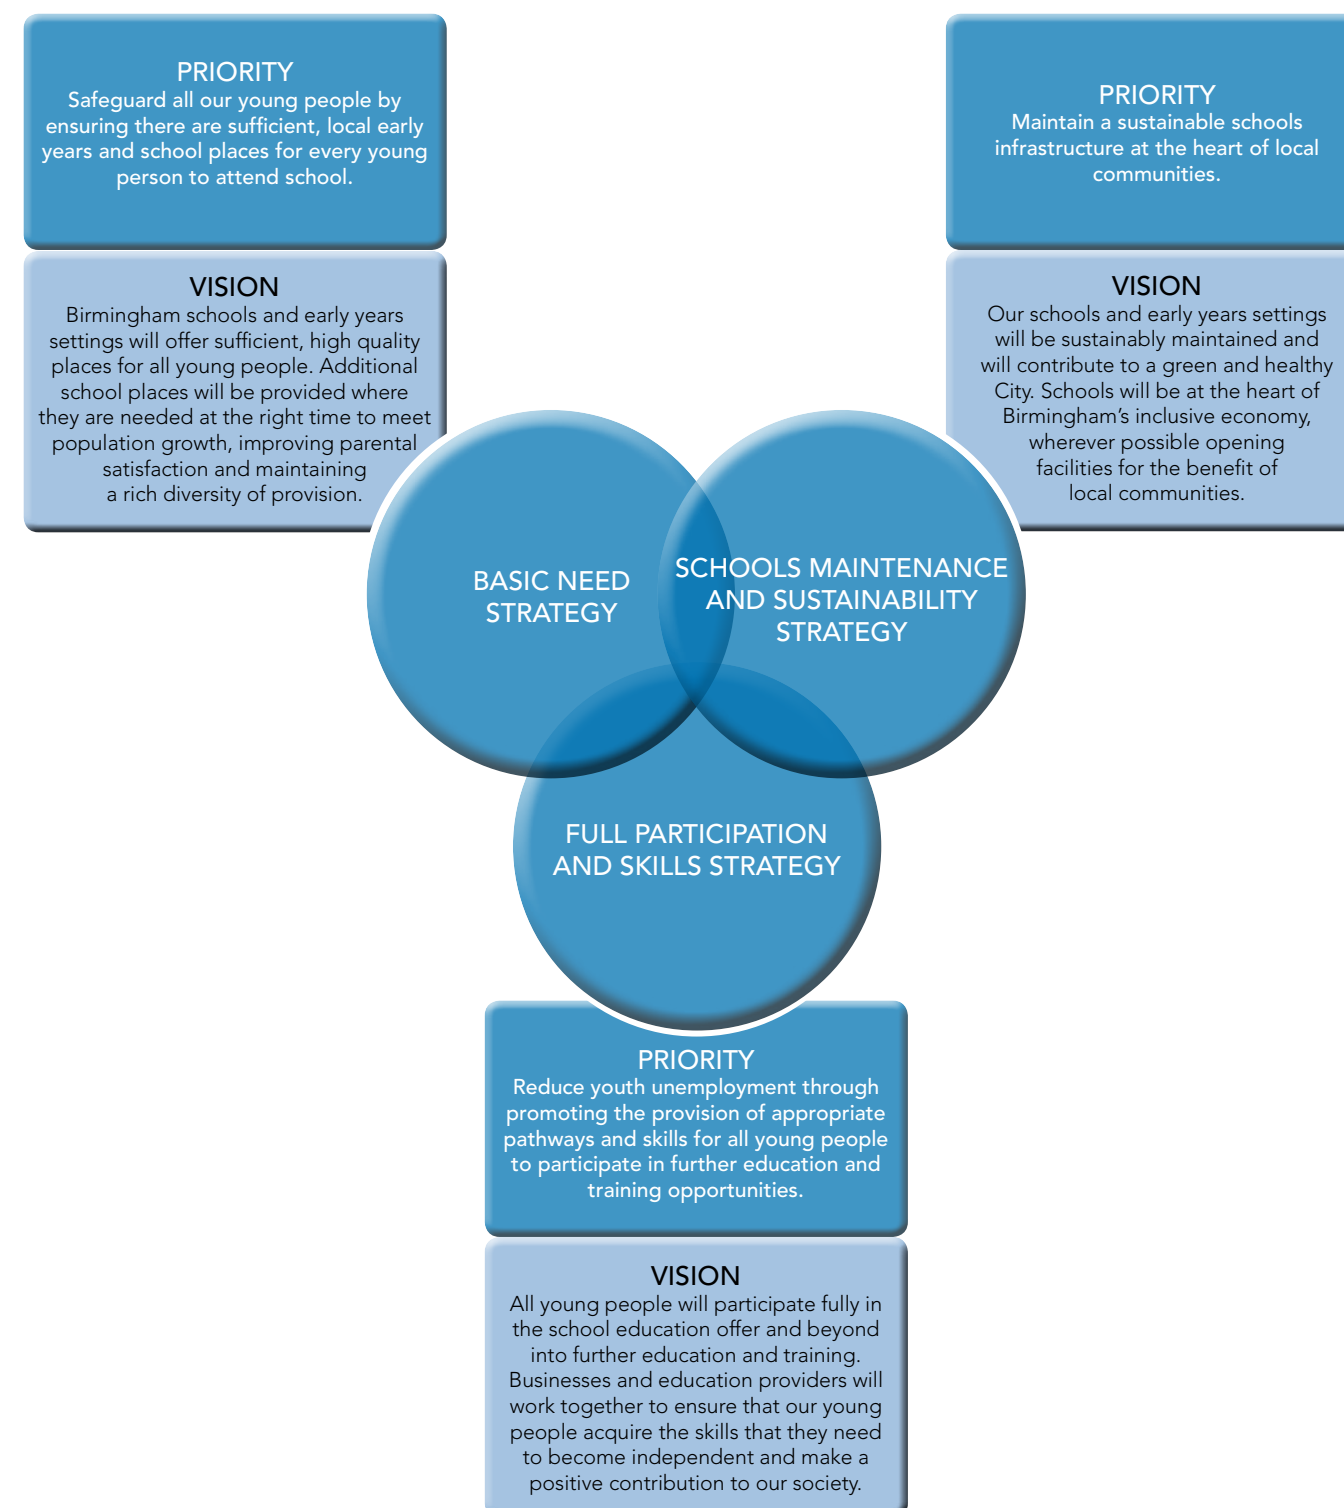 PRIORITY
Safeguard all our young people by
ensuring there are sufficient, local early
years and school places for every young
person to attend school.
VISION
Birmingham schools and early years
settings will offer sufficient, high quality
places for all young people. Additional
school places will be provided where
they are needed at the right time to meet
population growth, improving parental
satisfaction and maintaining
a rich diversity of provision.
PRIORITY
Maintain a sustainable schools
infrastructure at the heart of local
communities.
VISION
Our schools and early years settings
will be sustainably maintained and
will contribute to a green and healthy
City. Schools will be at the heart of
Birmingham’s inclusive economy,
wherever possible opening
facilities for the benefit of
local communities.
BASIC NEED
STRATEGY
SCHOOLS MAINTENANCE
AND SUSTAINABILITY
STRATEGY
FULL PARTICIPATION
AND SKILLS STRATEGY
PRIORITY
Reduce youth unemployment through
promoting the provision of appropriate
pathways and skills for all young people
to participate in further education and
training opportunities.
VISION
All young people will participate fully in
the school education offer and beyond
into further education and training.
Businesses and education providers will
work together to ensure that our young
people acquire the skills that they need
to become independent and make a
positive contribution to our society.